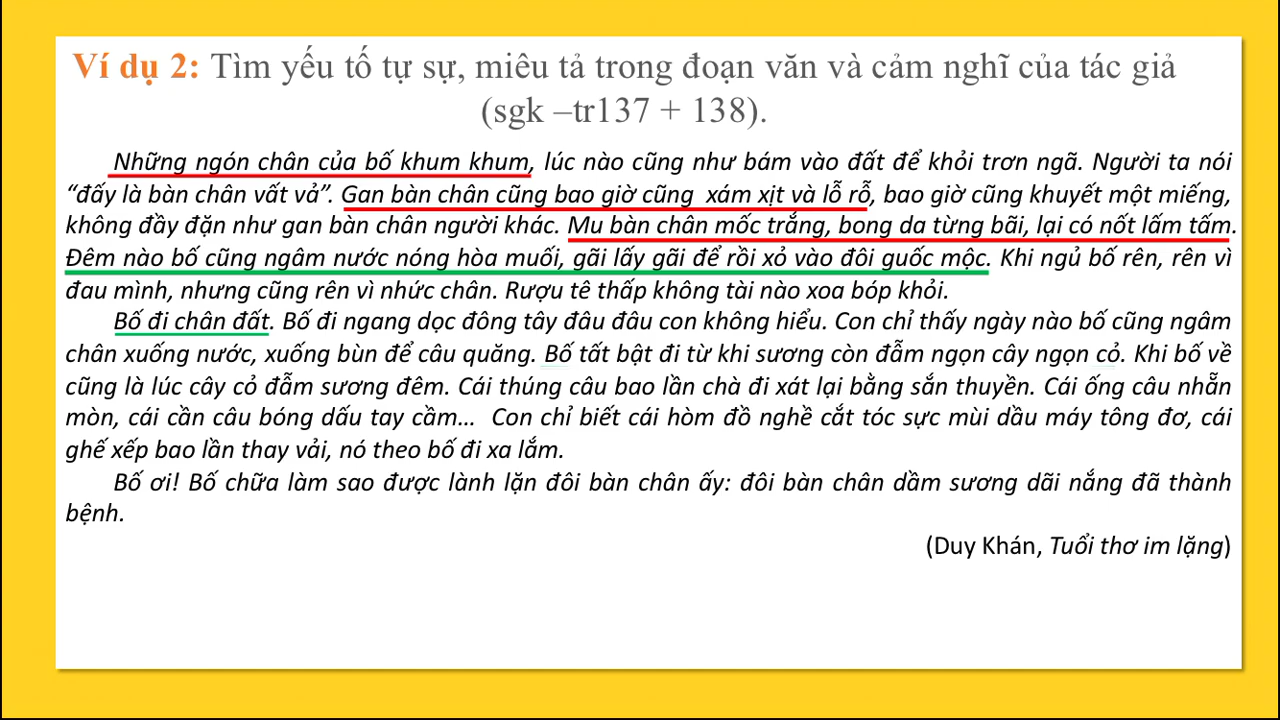 Ví dụ 2: Tìm yếu tố tự sự, miêu tả trong đoạn văn và cảm nghĩ của tác giả
(sgk –tr137 + 138).
Những ngón chân của bố khum khum, lúc nào cũng như bám vào đất để khỏi trơn ngã. Người ta nói
“đấy là bàn chân vất vả”. Gan bàn chân cũng bao giờ cũng xám xịt và lỗ rỗ, bao giờ cũng khuyết một miếng,
không đầy đặn như gan bàn chân người khác. Mu bàn chân mốc trắng, bong da từng bãi, lại có nốt lấm tấm.
Đêm nào bố cũng ngâm nước nóng hòa muối, gãi lấy gãi để rồi xỏ vào đôi guốc mộc. Khi ngủ bố rên, rên vì
đau mình, nhưng cũng rên vì nhức chân. Rượu tê thấp không tài nào xoa bóp khỏi.
Bố đi chân đất. Bố đi ngang dọc đông tây đâu đâu con không hiểu. Con chỉ thấy ngày nào bố cũng ngâm
chân xuống nước, xuống bùn để câu quăng. Bố tất bật đi từ khi sương còn đẫm ngọn cây ngọn cỏ. Khi bố về
cũng là lúc cây cỏ đẫm sương đêm. Cái thúng câu bao lần chà đi xát lại bằng sắn thuyền. Cái ống câu nhẵn
mòn, cái cần câu bóng dấu tay cầm... Con chỉ biết cái hòm đồ nghề cắt tóc sực mùi dầu máy tông đơ, cái
ghế xếp bao lần thay vải, nó theo bố đi xa lắm.
Bố ơi! Bố chữa làm sao được lành lặn đôi bàn chân ấy: đôi bàn chân dầm sương dãi nắng đã thành
bệnh.
(Duy Khán, Tuổi thơ im lặng)